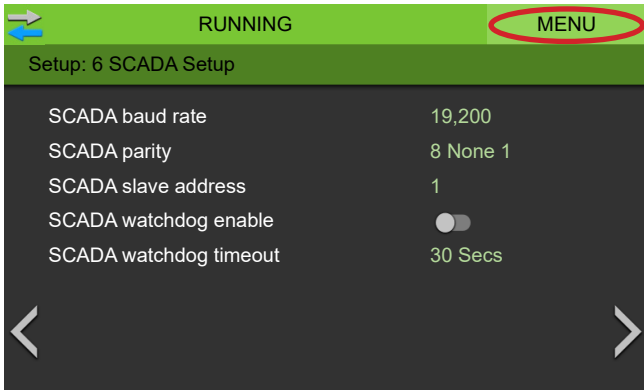 RUNNING MENU
Setup: 6 SCADA Setup
SCADA baud rate 19,200
SCADA parity 8 None 1
SCADA slave address 1
SCADA watchdog enable
SCADA watchdog timeout 30 Secs